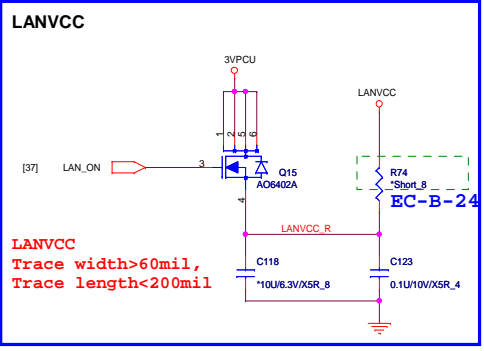 LANVCC
3VPCU
LANVCC
1
2
5
6
[37]
LAN_ON
3
Q15
AO6402A
4
R74
*Short_8
EC-B-24
LANVCC_R
LANVCC
Trace width>60mil,
Trace length<200mil
C118
*10U/6.3V/X5R_8
C123
0.1U/10V/X5R_4